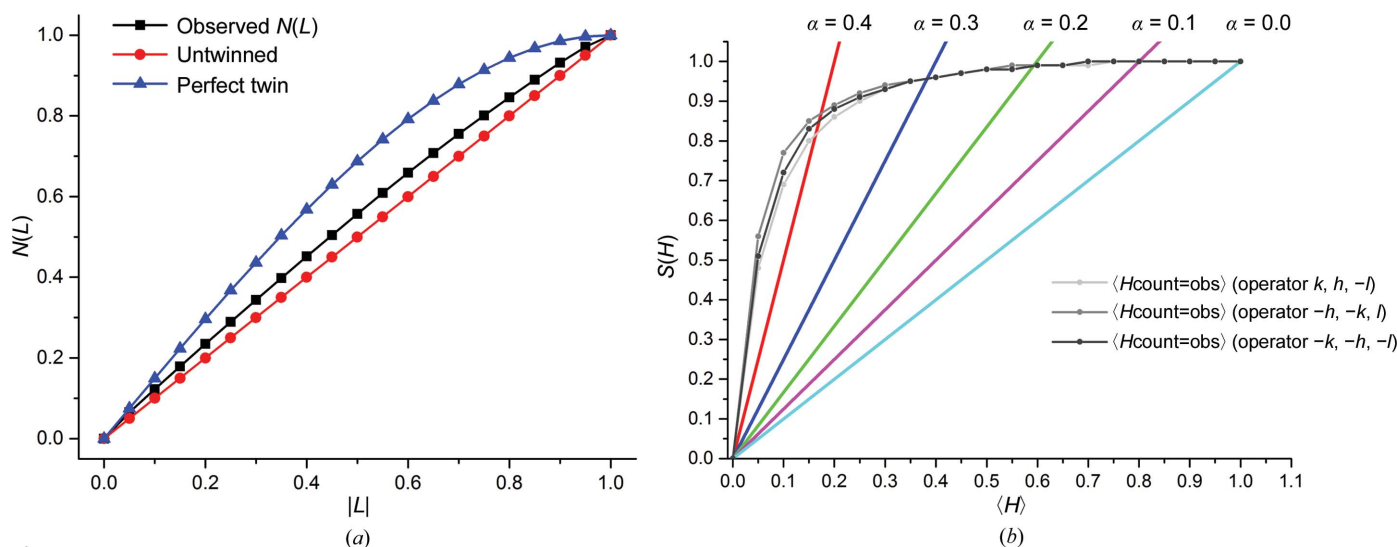 Observed N(L)
Untwinned
Perfect twin
1.0
0.8
0.6
0.4
0.2
0.0
N(L)
0.0 0.2 0.4 0.6 0.8 1.0
|L|
(a)
α = 0.4 α = 0.3 α = 0.2 α = 0.1 α = 0.0
1.0
0.9
0.8
0.7
0.6
0.5
0.4
0.3
0.2
0.1
0.0
S(H)
⟨Hcount=obs⟩ (operator k, h, −l)
⟨Hcount=obs⟩ (operator −h, −k, l)
⟨Hcount=obs⟩ (operator −k, −h, −l)
0.0 0.1 0.2 0.3 0.4 0.5 0.6 0.7 0.8 0.9 1.0 1.1
⟨H⟩
(b)